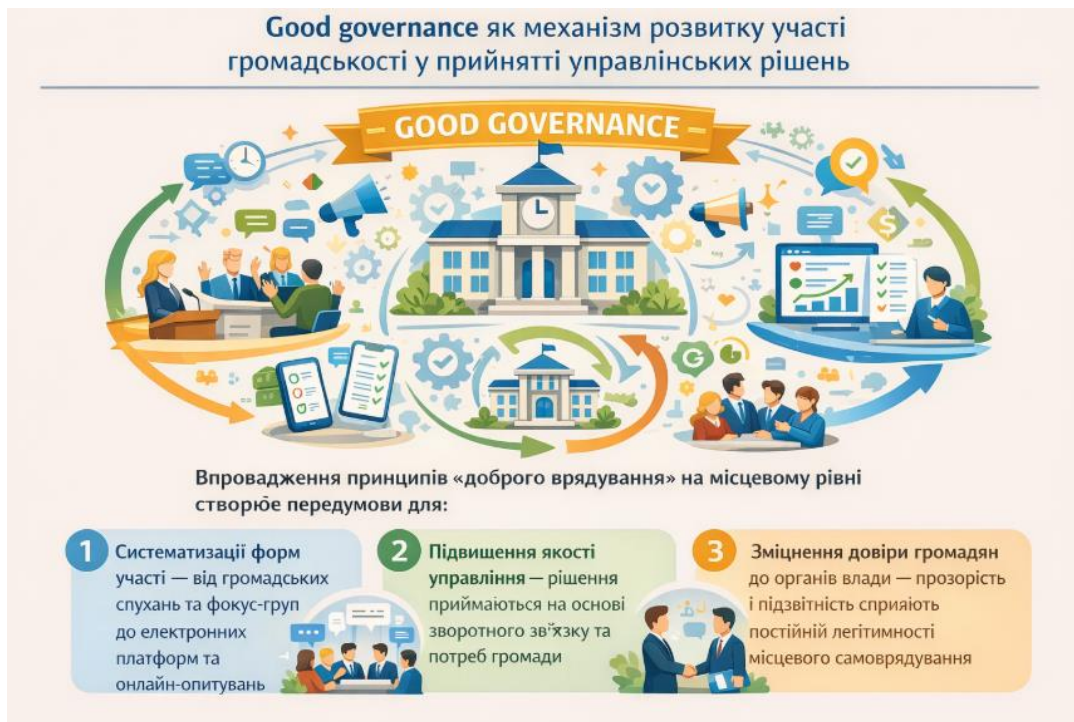 Good governance як механізм розвитку участі
громадськості у прийнятті управлінських рішень
GOOD GOVERNANCE
Впровадження принципів «доброго врядування» на місцевому рівні
створює передумови для:
1
Систематизації форм
участі — від громадських
спухань та фокус-груп
до електронних
платформ та
онлайн-опитувань
2
Підвищення якості
управління — рішення
приймаються на основі
зворотного зв'язку та
потреб громади
3
Зміцнення довіри громадян
до органів влади — прозорість
і підзвітність сприяють
постійній легітимності
місцевого самоврядування